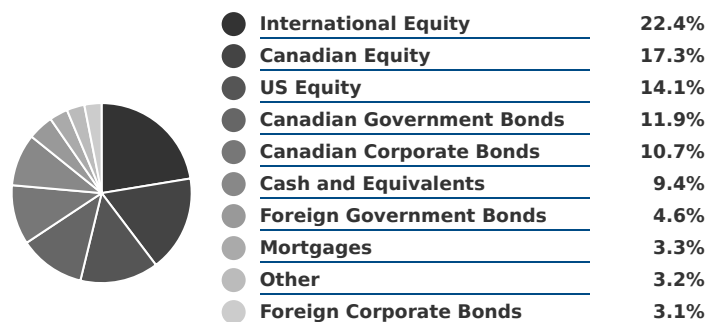 International Equity 22.4%
Canadian Equity 17.3%
US Equity 14.1%
Canadian Government Bonds 11.9%
Canadian Corporate Bonds 10.7%
Cash and Equivalents 9.4%
Foreign Government Bonds 4.6%
Mortgages 3.3%
Other 3.2%
Foreign Corporate Bonds 3.1%